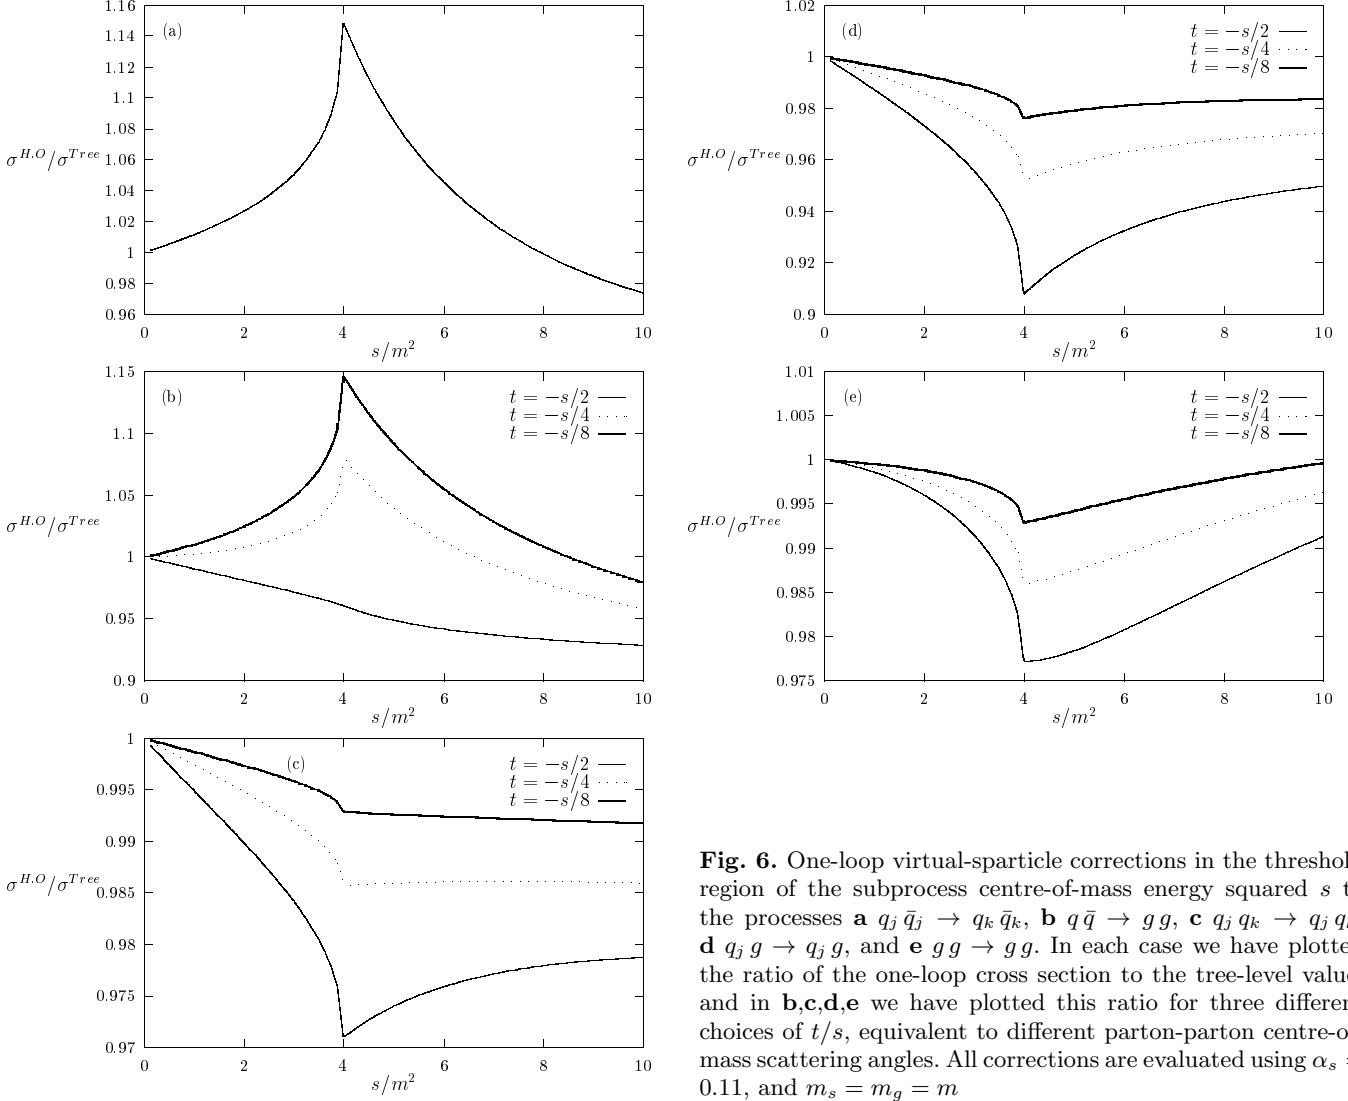 1.16
1.14
1.12
1.1
1.08
1.06
1.04
1.02
1
0.98
0.96
(a)
σ^{H.O}/σ^{Tree}
0 2 4 6 8 10
s/m²
1.15
1.1
1.05
1
0.95
0.9
(b)
t = −s/2
t = −s/4
t = −s/8
σ^{H.O}/σ^{Tree}
0 2 4 6 8 10
s/m²
1
0.995
0.99
0.985
0.98
0.975
0.97
(c)
t = −s/2
t = −s/4
t = −s/8
σ^{H.O}/σ^{Tree}
0 2 4 6 8 10
s/m²
1.02
1
0.98
0.96
0.94
0.92
0.9
(d)
t = −s/2
t = −s/4
t = −s/8
σ^{H.O}/σ^{Tree}
0 2 4 6 8 10
s/m²
1.01
1.005
1
0.995
0.99
0.985
0.98
0.975
(e)
t = −s/2
t = −s/4
t = −s/8
σ^{H.O}/σ^{Tree}
0 2 4 6 8 10
s/m²
Fig. 6. One-loop virtual-sparticle corrections in the threshol
region of the subprocess centre-of-mass energy squared s t
the processes a q_j q̄_j → q_k q̄_k, b q q̄ → g g, c q_j q_k → q_j q
d q_j g → q_j g, and e g g → g g. In each case we have plotte
the ratio of the one-loop cross section to the tree-level value
and in b,c,d,e we have plotted this ratio for three differen
choices of t/s, equivalent to different parton-parton centre-o
mass scattering angles. All corrections are evaluated using α_s =
0.11, and m_s = m_g = m